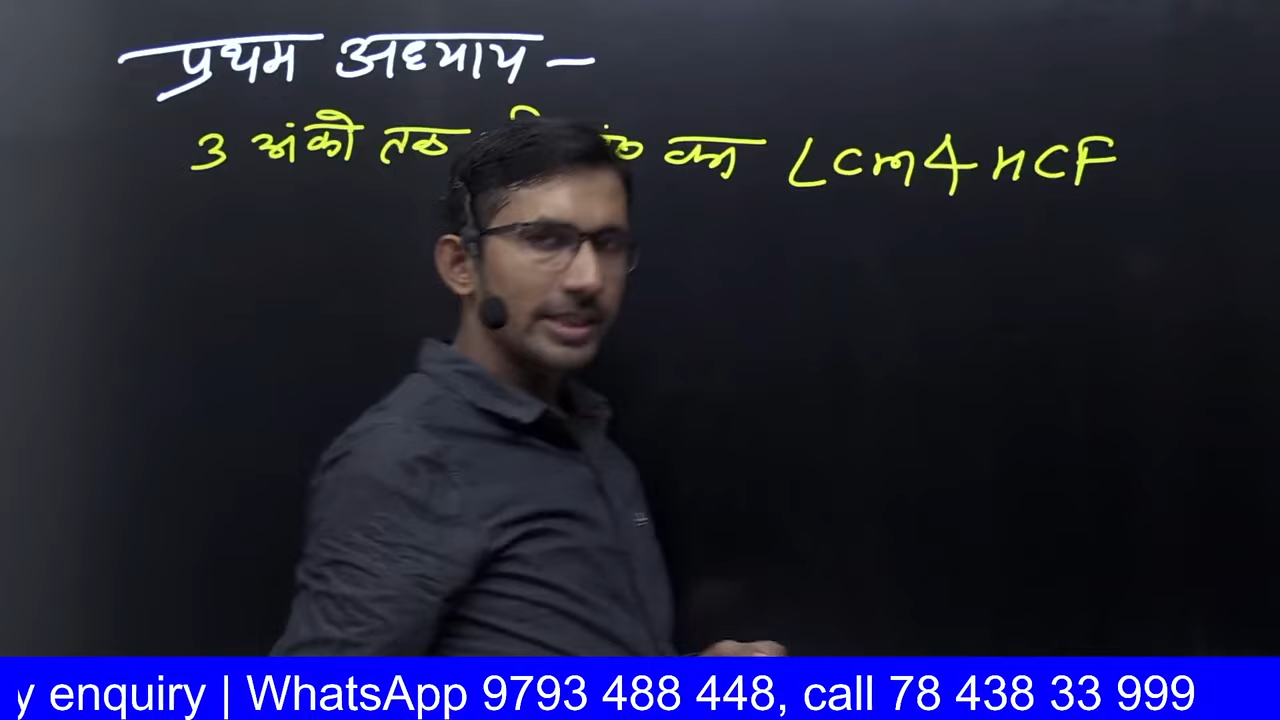 प्रथम अध्याय –
3 अंको तक का LCM 4 HCF
y enquiry | WhatsApp 9793 488 448, call 78 438 33 999